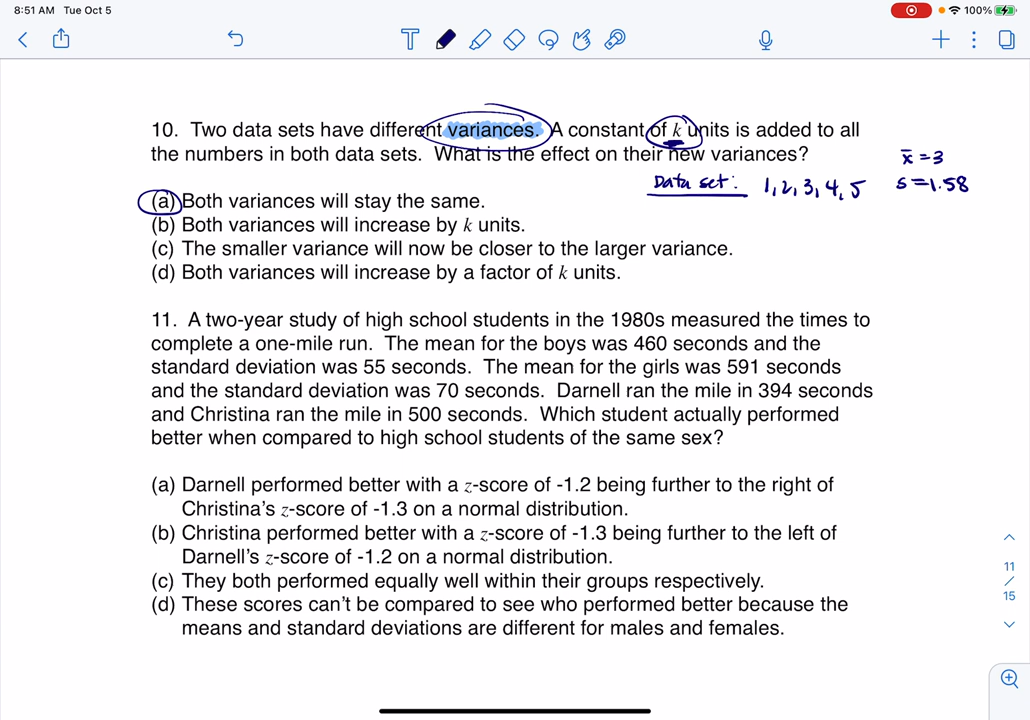 8:51 AM Tue Oct 5
100%
T
10. Two data sets have different variances. A constant of k units is added to all
the numbers in both data sets. What is the effect on their new variances?
x̄ = 3
Data set: 1, 2, 3, 4, 5
s = 1.58
(a) Both variances will stay the same.
(b) Both variances will increase by k units.
(c) The smaller variance will now be closer to the larger variance.
(d) Both variances will increase by a factor of k units.
11. A two-year study of high school students in the 1980s measured the times to
complete a one-mile run. The mean for the boys was 460 seconds and the
standard deviation was 55 seconds. The mean for the girls was 591 seconds
and the standard deviation was 70 seconds. Darnell ran the mile in 394 seconds
and Christina ran the mile in 500 seconds. Which student actually performed
better when compared to high school students of the same sex?
(a) Darnell performed better with a z-score of -1.2 being further to the right of
Christina's z-score of -1.3 on a normal distribution.
(b) Christina performed better with a z-score of -1.3 being further to the left of
Darnell's z-score of -1.2 on a normal distribution.
(c) They both performed equally well within their groups respectively.
(d) These scores can't be compared to see who performed better because the
means and standard deviations are different for males and females.
11
/
15